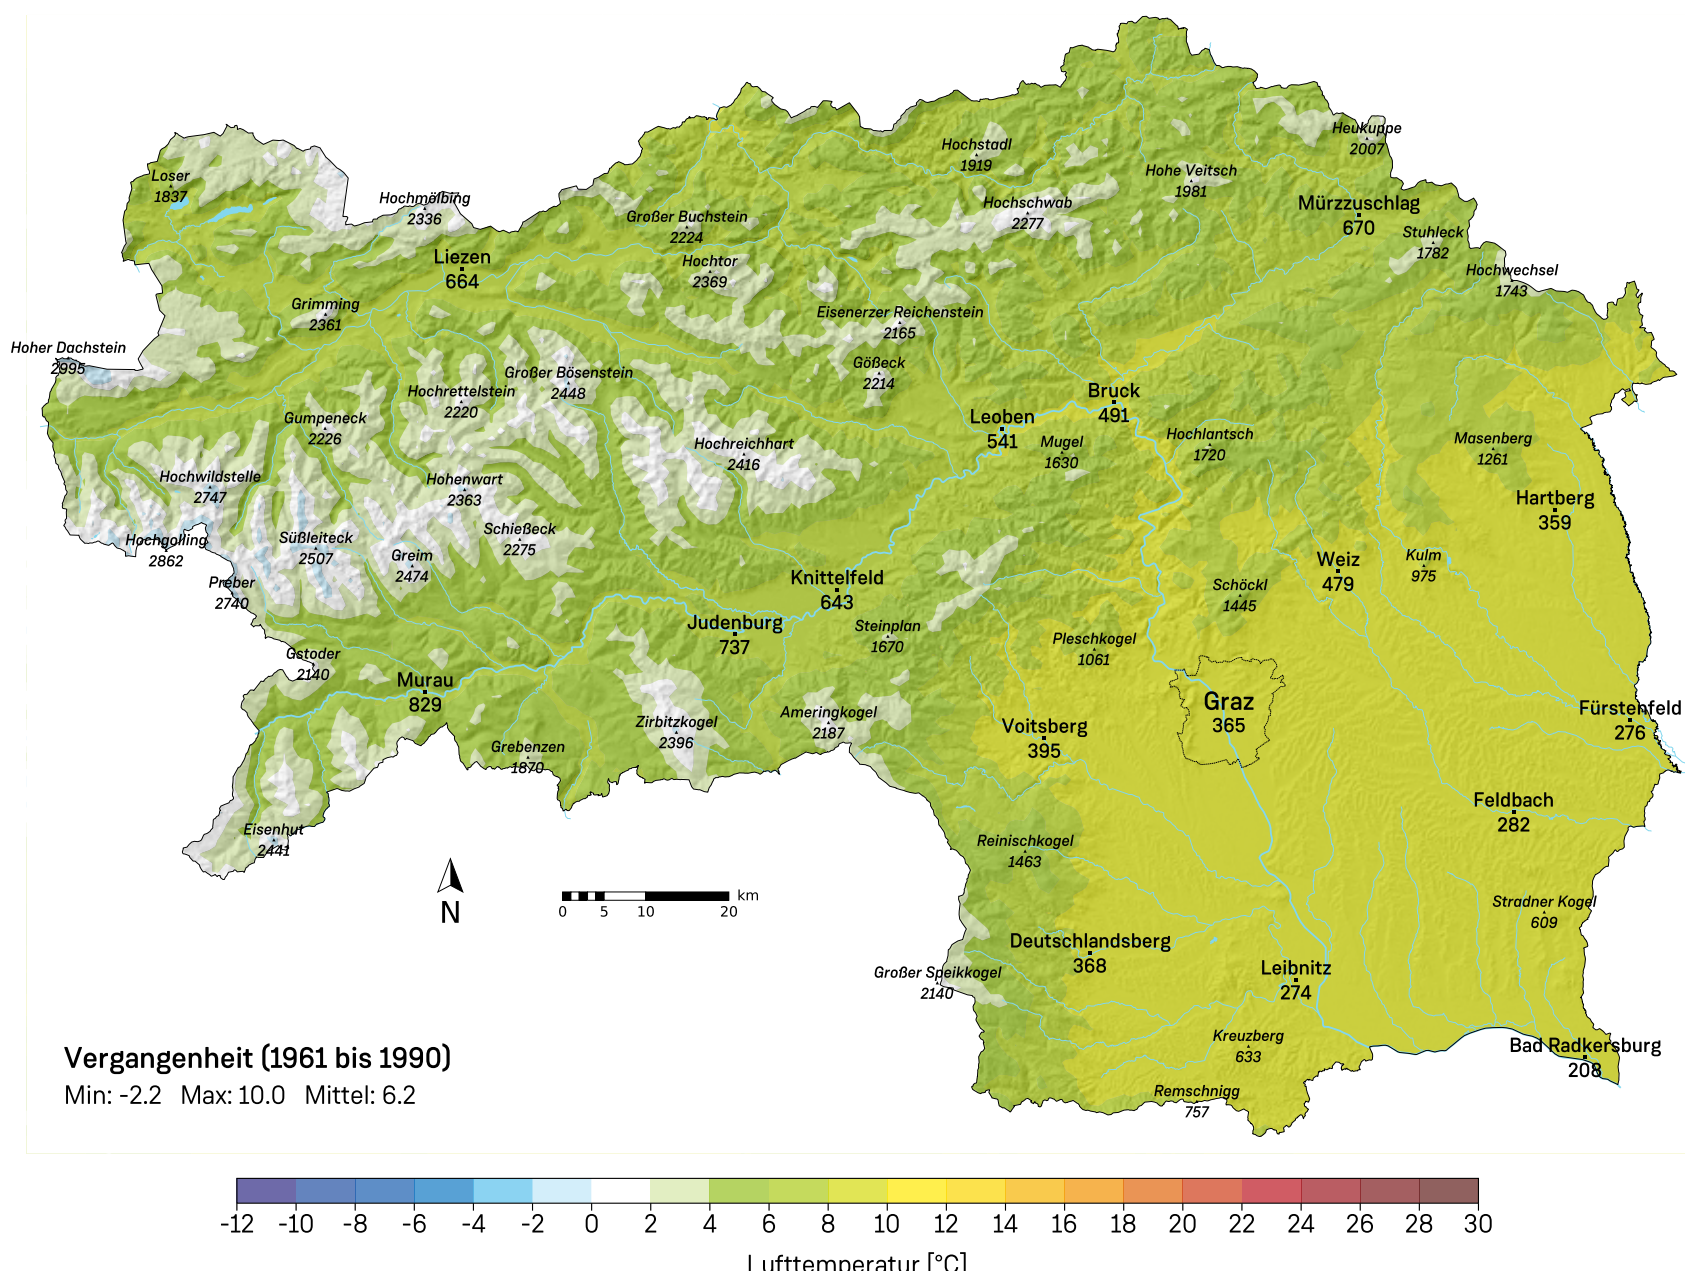 Heukuppe
2007
Hochstadl
1919
Hohe Veitsch
1981
Loser
1837
Hochmölbing
2336
Hochschwab
2277
Mürzzuschlag
670
Großer Buchstein
2224
Stuhleck
1782
Liezen
664
Hochtor
2369
Hochwechsel
1743
Grimming
2361
Eisenerzer Reichenstein
2165
Hoher Dachstein
2995
Gößeck
2214
Großer Bösenstein
2448
Hochrettelstein
2220
Bruck
491
Gumpeneck
2226
Leoben
541
Mugel
1630
Hochlantsch
1720
Masenberg
1261
Hochreichhart
2416
Hochwildstelle
2747
Hohenwart
2363
Hartberg
359
Schießeck
2275
Hochgolling
2862
Süßleiteck
2507
Greim
2474
Weiz
479
Kulm
975
Preber
2740
Knittelfeld
643
Schöckl
1445
Judenburg
737
Steinplan
1670
Pleschkogel
1061
Gstoder
2140
Murau
829
Graz
365
Fürstenfeld
276
Zirbitzkogel
2396
Ameringkogel
2187
Voitsberg
395
Grebenzen
1870
Feldbach
282
Eisenhut
2441
Reinischkogel
1463
N
km
0 5 10 20
Stradner Kogel
609
Deutschlandsberg
368
Großer Speikkogel
2140
Leibnitz
274
Kreuzberg
633
Bad Radkersburg
208
Remschnigg
757
Vergangenheit (1961 bis 1990)
Min: -2.2 Max: 10.0 Mittel: 6.2
-12 -10 -8 -6 -4 -2 0 2 4 6 8 10 12 14 16 18 20 22 24 26 28 30
Lufttemperatur [°C]